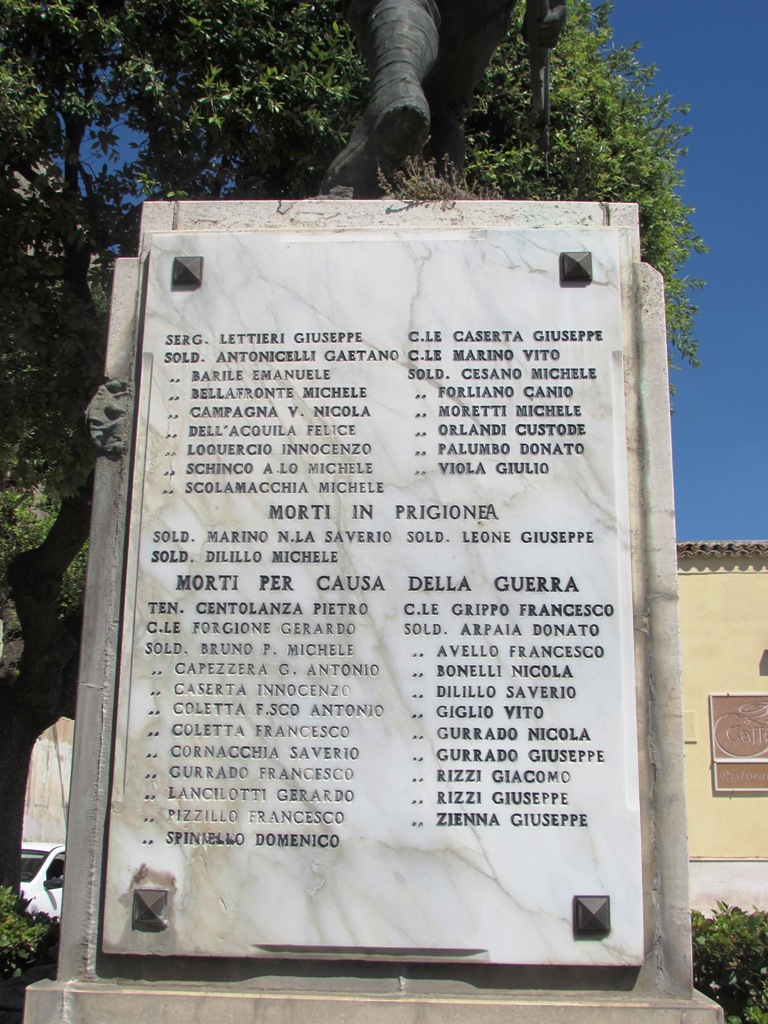 SERG. LETTIERI GIUSEPPE
SOLD. ANTONICELLI GAETANO
,, BARILE EMANUELE
,, BELLAFRONTE MICHELE
,, CAMPAGNA V. NICOLA
,, DELL'ACQUILA FELICE
,, LOQUERCIO INNOCENZO
,, SCHINCO A.LO MICHELE
,, SCOLAMACCHIA MICHELE
C.LE CASERTA GIUSEPPE
C.LE MARINO VITO
SOLD. CESANO MICHELE
,, FORLIANO CANIO
,, MORETTI MICHELE
,, ORLANDI CUSTODE
,, PALUMBO DONATO
,, VIOLA GIULIO
MORTI IN PRIGIONEA
SOLD. MARINO N.LA SAVERIO
SOLD. DILILLO MICHELE
SOLD. LEONE GIUSEPPE
MORTI PER CAUSA DELLA GUERRA
TEN. CENTOLANZA PIETRO
C.LE FORGIONE GERARDO
SOLD. BRUNO P. MICHELE
,, CAPEZZERA G. ANTONIO
,, CASERTA INNOCENZO
,, COLETTA F.SCO ANTONIO
,, COLETTA FRANCESCO
,, CORNACCHIA SAVERIO
,, GURRADO FRANCESCO
,, LANCILOTTI GERARDO
,, PIZZILLO FRANCESCO
,, SPINIELLO DOMENICO
C.LE GRIPPO FRANCESCO
SOLD. ARPAIA DONATO
,, AVELLO FRANCESCO
,, BONELLI NICOLA
,, DILILLO SAVERIO
,, GIGLIO VITO
,, GURRADO NICOLA
,, GURRADO GIUSEPPE
,, RIZZI GIACOMO
,, RIZZI GIUSEPPE
,, ZIENNA GIUSEPPE